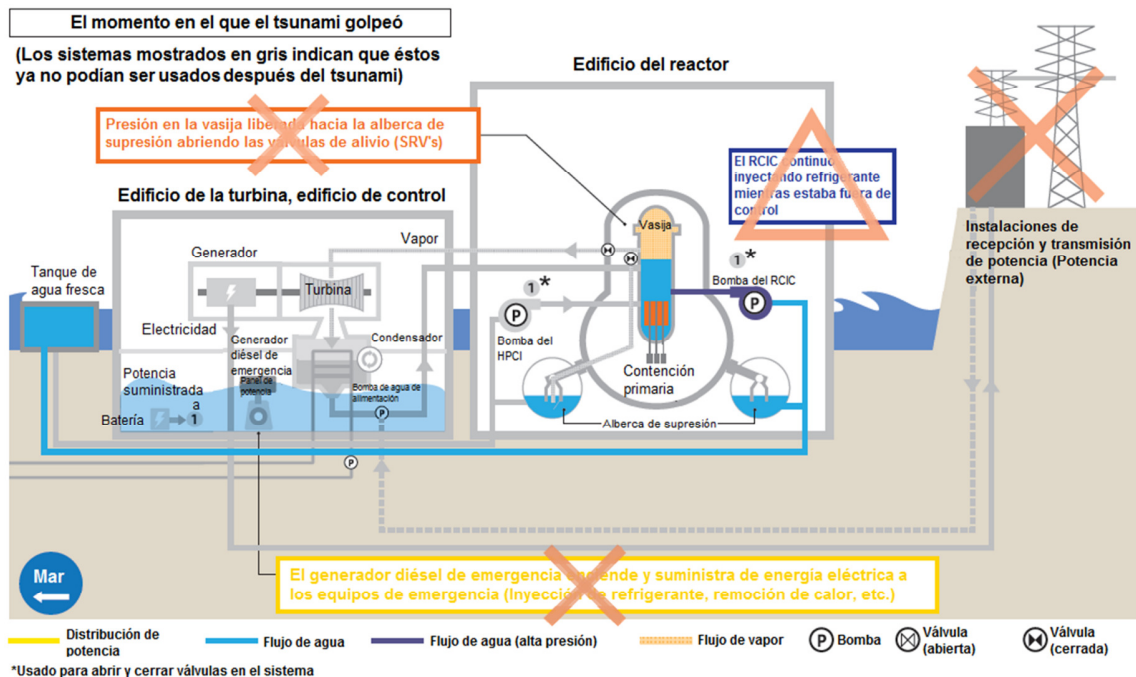 El momento en el que el tsunami golpeó
(Los sistemas mostrados en gris indican que éstos
ya no podían ser usados después del tsunami)
Edificio del reactor
Presión en la vasija liberada hacia la alberca de
supresión abriendo las válvulas de alivio (SRV's)
El RCIC continuó
inyectando refrigerante
mientras estaba fuera de
control
Edificio de la turbina, edificio de control
Vasija
Vapor
Instalaciones de
recepción y transmisión
de potencia (Potencia
externa)
Generador
Tanque de
agua fresca
Turbina
1*
1*
Bomba del RCIC
P
P
Electricidad
Generador
diésel de
emergencia
Condensador
Bomba del
HPCI
Contención
primaria
Potencia
suministrada
a
1
Panel de
potencia
Bomba de agua de
alimentación
Batería
P
Alberca de supresión
P
Mar
El generador diésel de emergencia enciende y suministra de energía eléctrica a
los equipos de emergencia (Inyección de refrigerante, remoción de calor, etc.)
Distribución de
potencia
Flujo de agua
Flujo de agua (alta presión)
Flujo de vapor
P Bomba
Válvula
(abierta)
Válvula
(cerrada)
*Usado para abrir y cerrar válvulas en el sistema